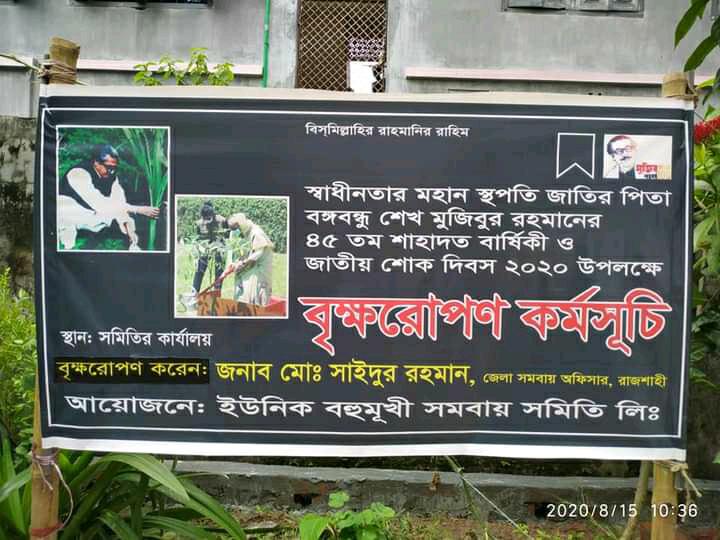 বিস্‌মিল্লাহির রাহমানির রাহিম
মুজিব
স্বাধীনতার মহান স্থপতি জাতির পিতা
বঙ্গবন্ধু শেখ মুজিবুর রহমানের
৪৫ তম শাহাদত বার্ষিকী ও
জাতীয় শোক দিবস ২০২০ উপলক্ষে
বৃক্ষরোপণ কর্মসূচি
স্থান: সমিতির কার্যালয়
বৃক্ষরোপণ করেন: জনাব মোঃ সাইদুর রহমান, জেলা সমবায় অফিসার, রাজশাহী
আয়োজনে: ইউনিক বহুমূখী সমবায় সমিতি লিঃ
2020/8/15 10:36